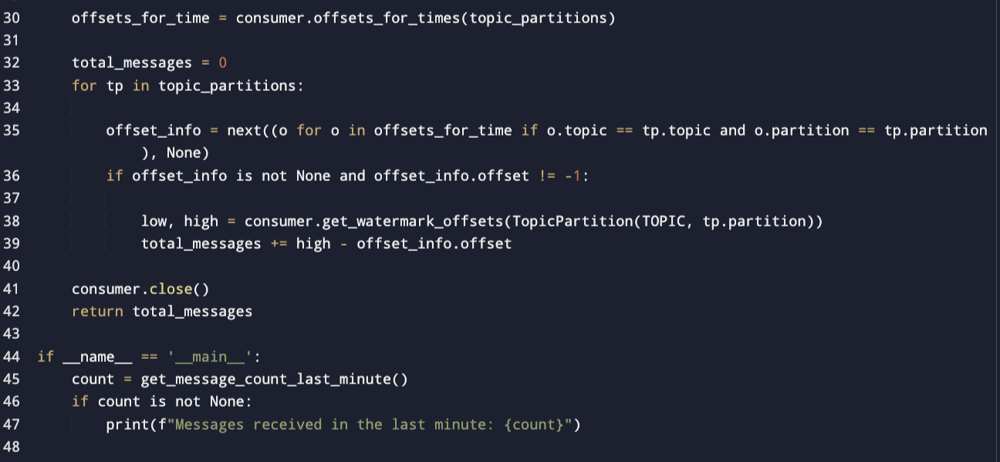 30 offsets_for_time = consumer.offsets_for_times(topic_partitions)
31
32 total_messages = 0
33 for tp in topic_partitions:
34
35 offset_info = next((o for o in offsets_for_time if o.topic == tp.topic and o.partition == tp.partition
), None)
36 if offset_info is not None and offset_info.offset != -1:
37
38 low, high = consumer.get_watermark_offsets(TopicPartition(TOPIC, tp.partition))
39 total_messages += high - offset_info.offset
40
41 consumer.close()
42 return total_messages
43
44 if __name__ == '__main__':
45 count = get_message_count_last_minute()
46 if count is not None:
47 print(f"Messages received in the last minute: {count}")
48